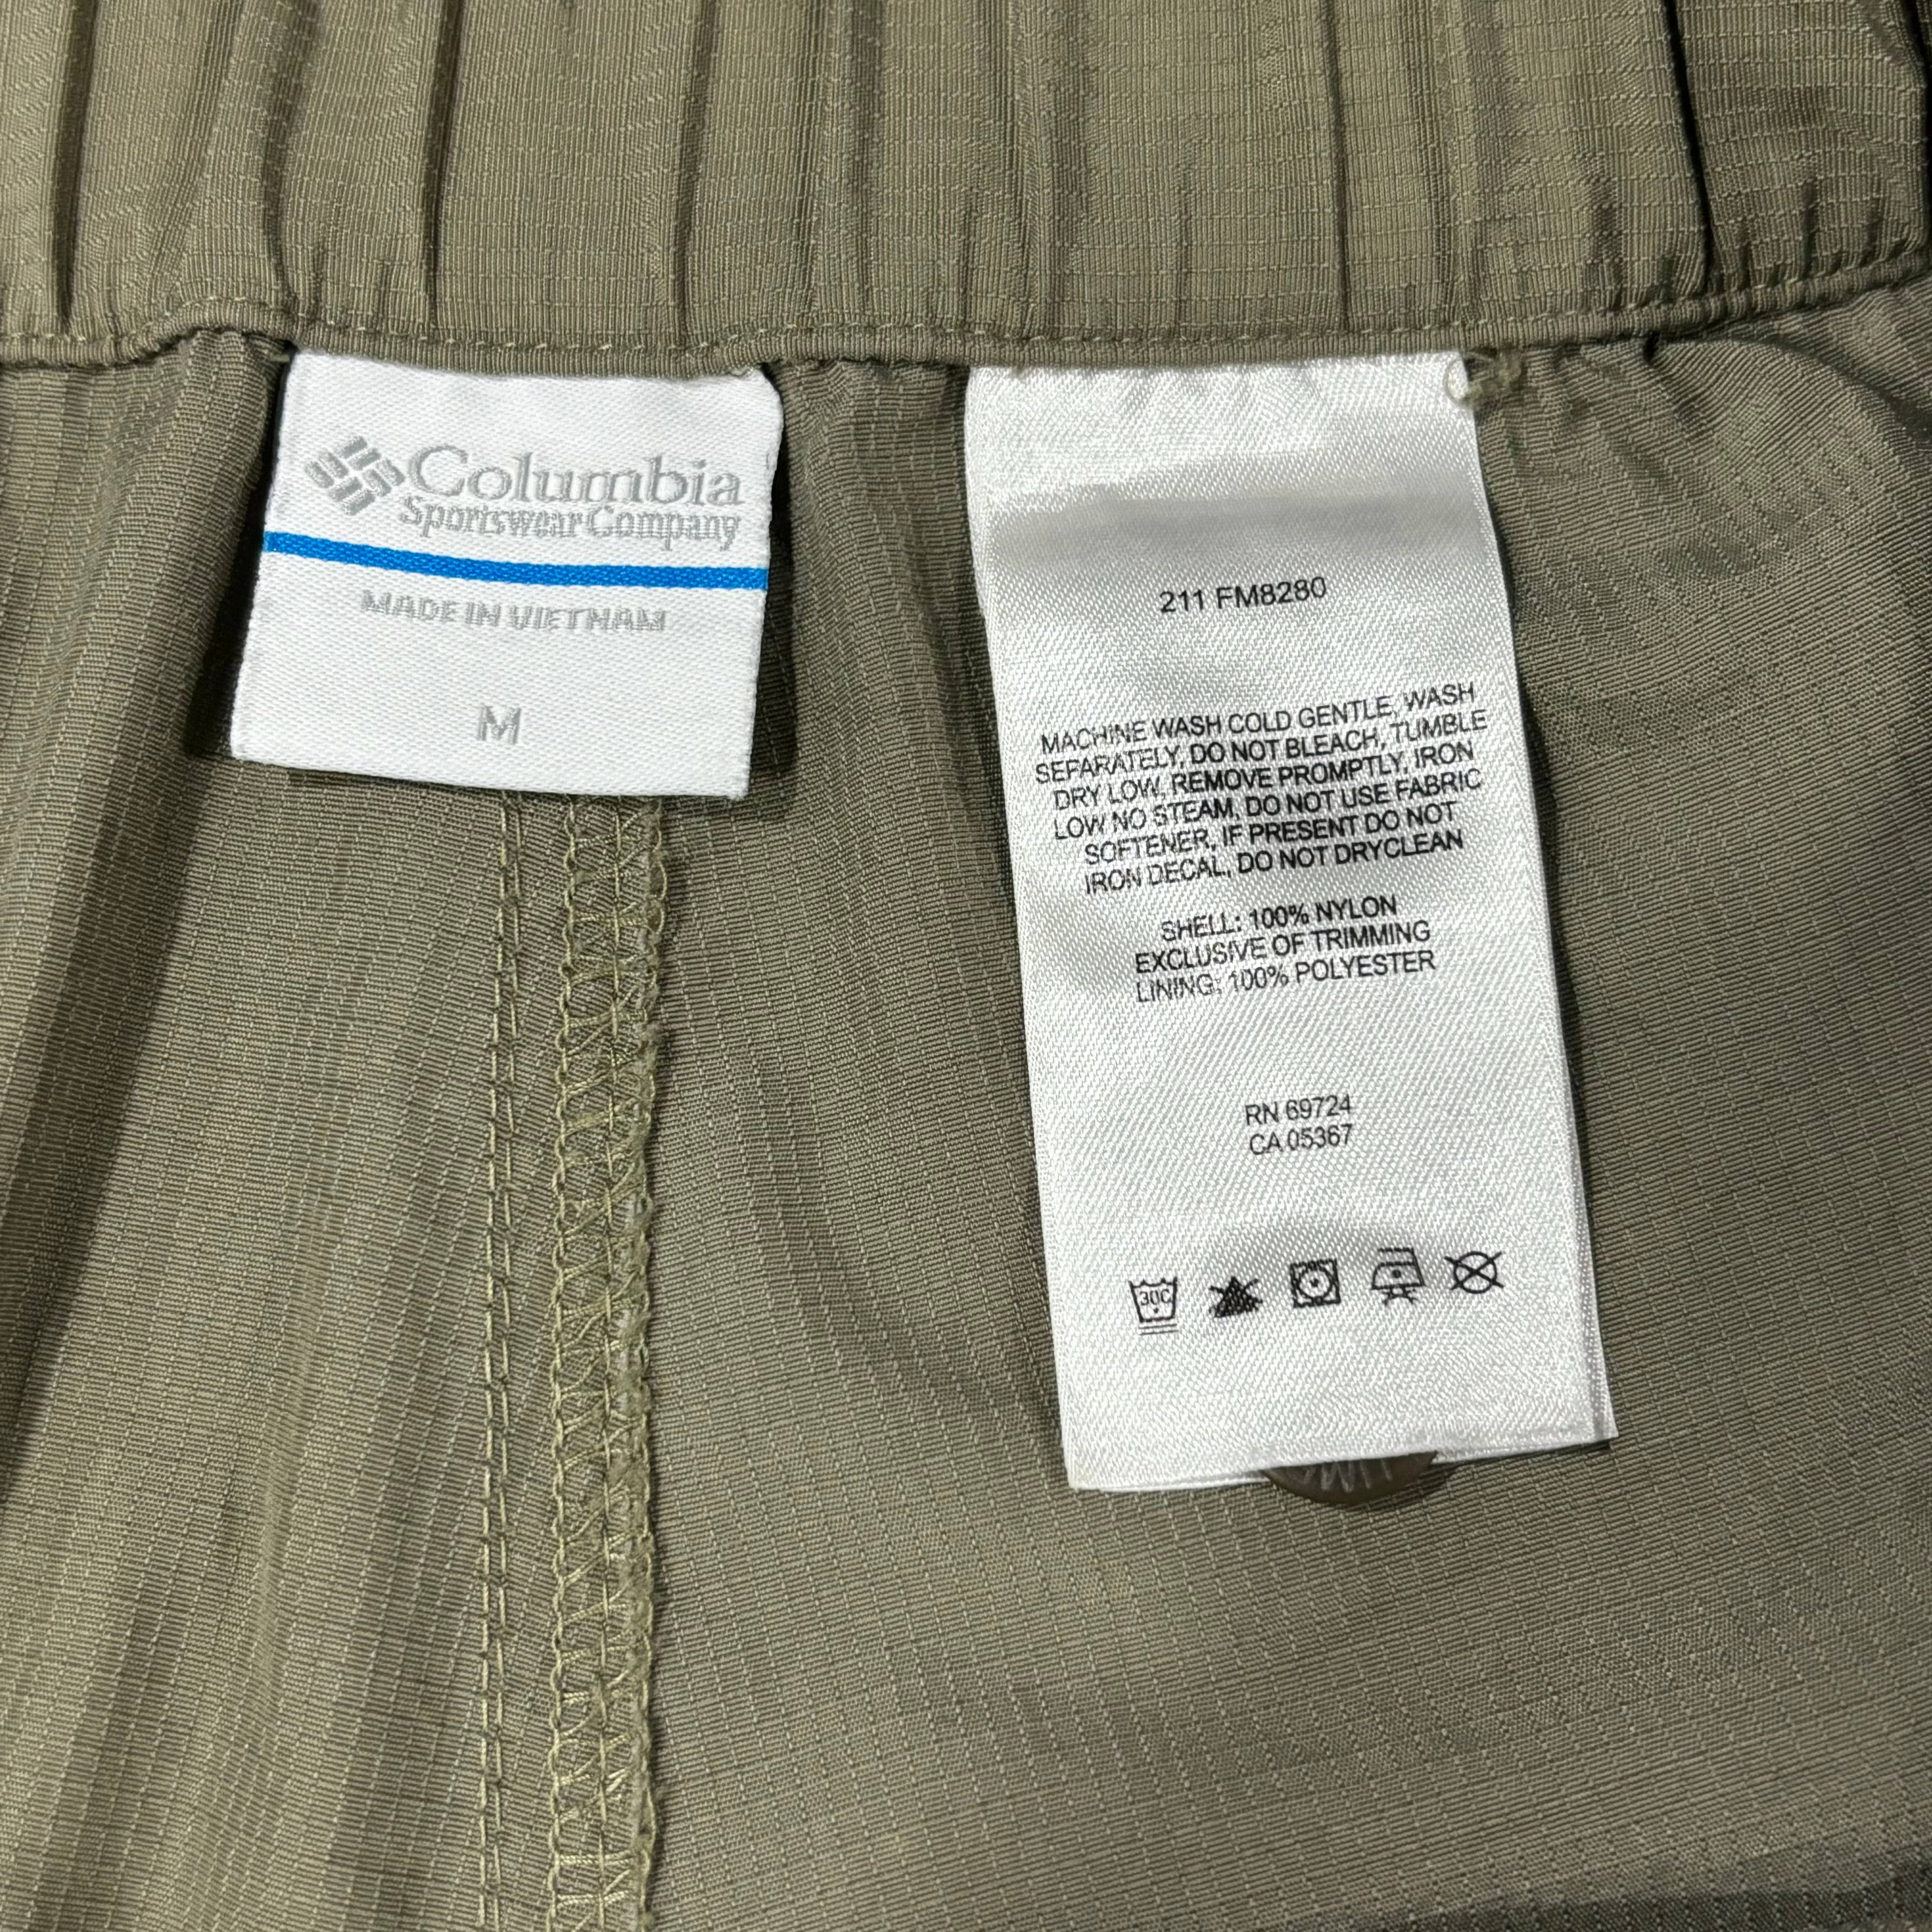 Columbia
Sportswear Company
MADE IN VIETNAM
M
211 FM8280
MACHINE WASH COLD GENTLE, WASH
SEPARATELY, DO NOT BLEACH, TUMBLE
DRY LOW, REMOVE PROMPTLY, IRON
LOW NO STEAM, DO NOT USE FABRIC
SOFTENER, IF PRESENT DO NOT
IRON DECAL, DO NOT DRYCLEAN
SHELL: 100% NYLON
EXCLUSIVE OF TRIMMING
LINING: 100% POLYESTER
RN 69724
CA 05367
30C